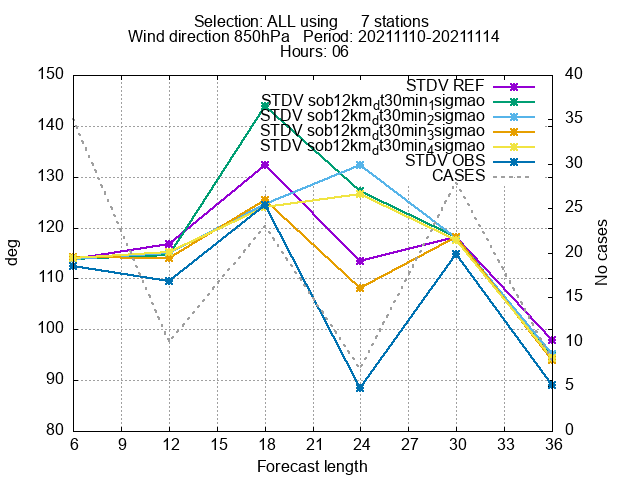 Selection: ALL using 7 stations
Wind direction 850hPa Period: 20211110-20211114
Hours: 06
150
140
130
120
110
100
90
80
deg
40
35
30
25
20
15
10
5
0
No cases
STDV REF
STDV sob12km_dt30min_1sigmao
STDV sob12km_dt30min_2sigmao
STDV sob12km_dt30min_3sigmao
STDV sob12km_dt30min_4sigmao
STDV OBS
CASES
6 9 12 15 18 21 24 27 30 33 36
Forecast length